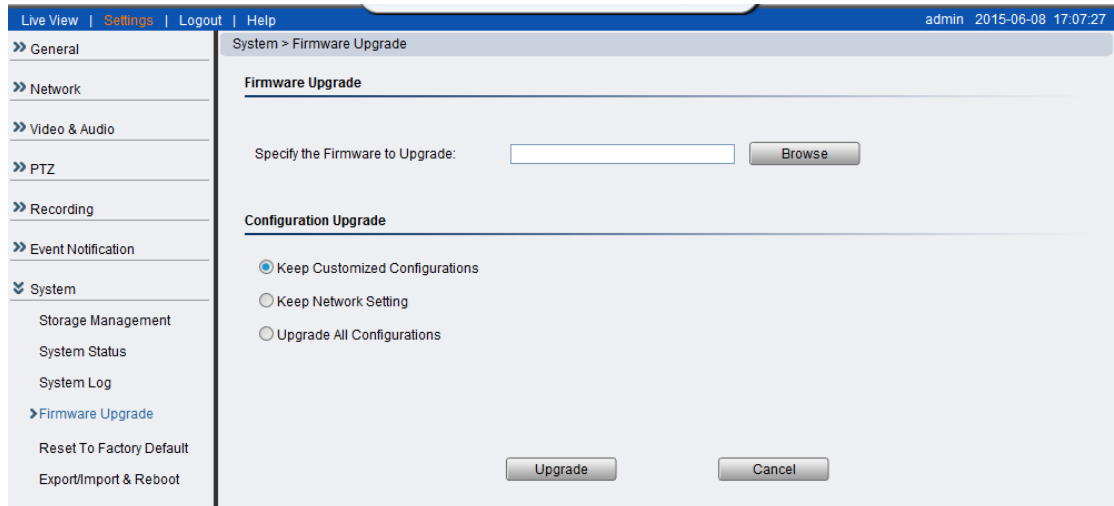 Live View | Settings | Logout | Help admin 2015-06-08 17:07:27
General
Network
Video & Audio
PTZ
Recording
Event Notification
System
Storage Management
System Status
System Log
Firmware Upgrade
Reset To Factory Default
Export/Import & Reboot
System > Firmware Upgrade
Firmware Upgrade
Specify the Firmware to Upgrade: Browse
Configuration Upgrade
Keep Customized Configurations
Keep Network Setting
Upgrade All Configurations
Upgrade Cancel